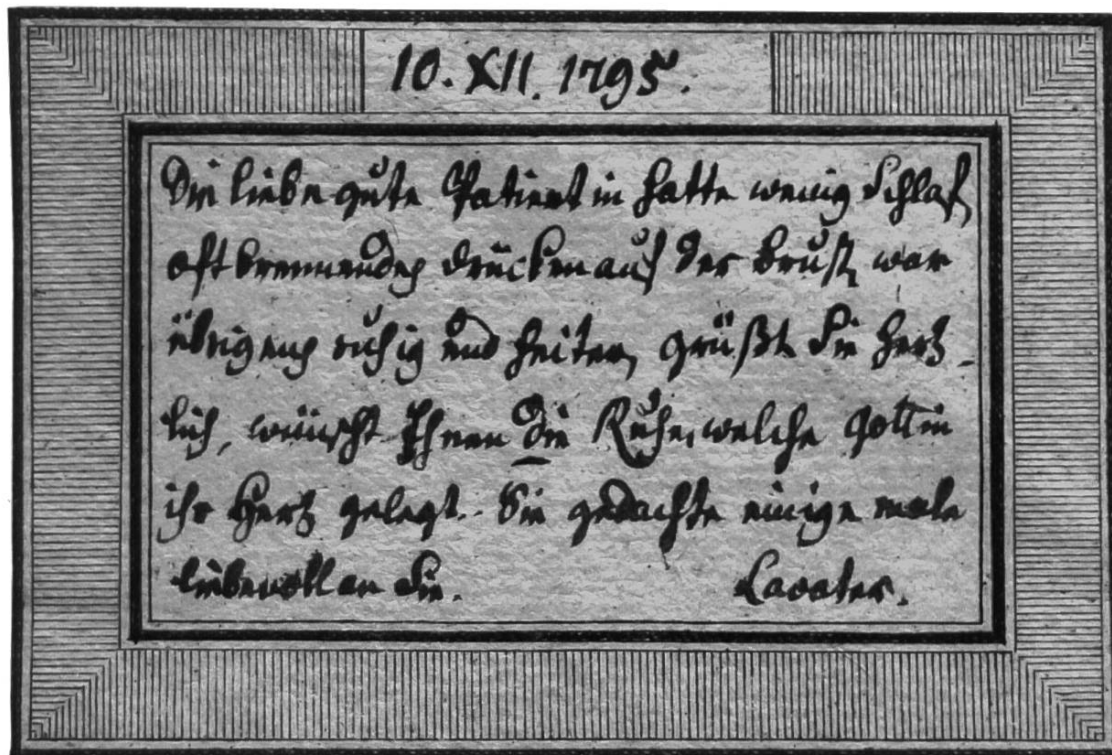 10. XII. 1795.
Die liebe gute Patientin hatte wenig Schlaf,
oft brennendes drücken auf der Brust, war
übrigens ruhig und heiter, grüßt Sie herz-
lich, wünscht Ihnen die Ruhe, welche Gott in
ihr Herz gelegt. Sie gedachte einige male
liebevoll an Sie. Lavater.